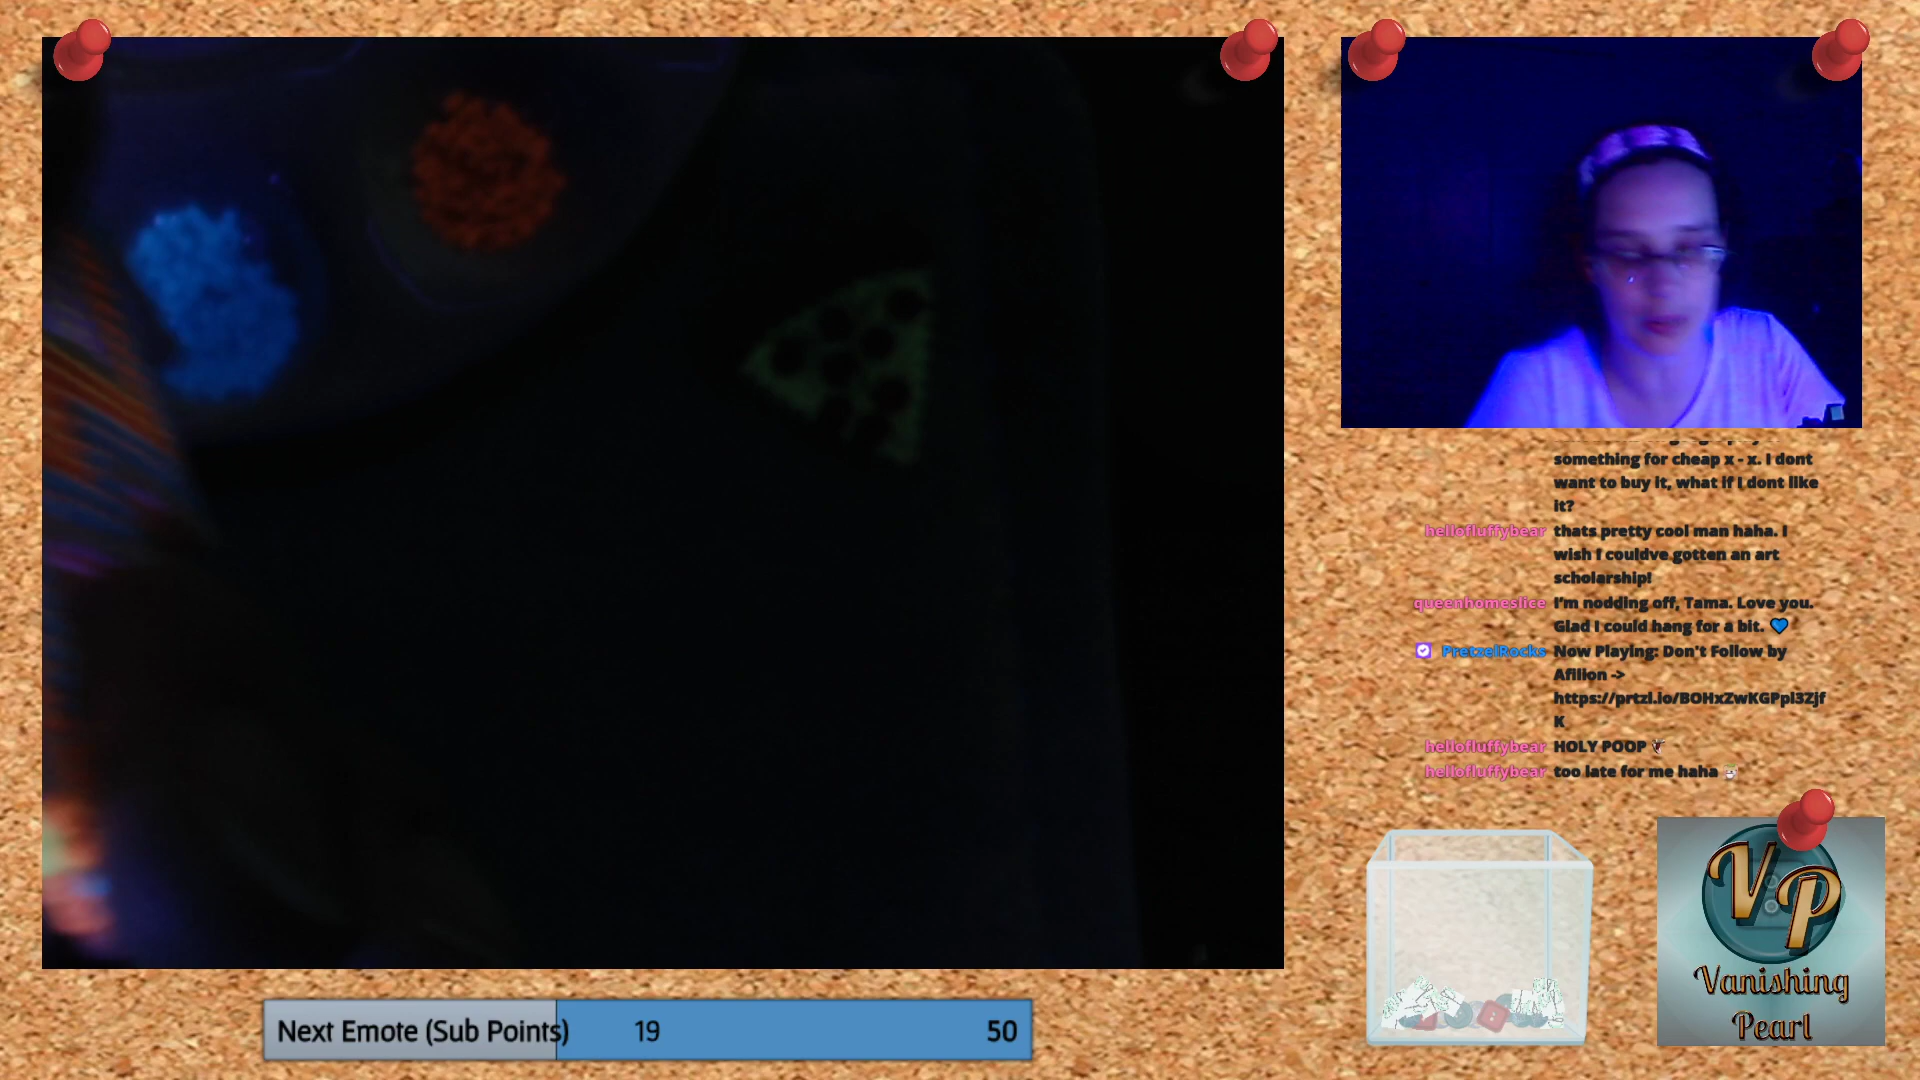 something for cheap x - x. I dont
want to buy it, what if I dont like
it?
hellofluffybear thats pretty cool man haha. I
wish I couldve gotten an art
scholarship!
queenhomeslice I'm nodding off, Tama. Love you.
Glad I could hang for a bit. 💙
PretzelRocks Now Playing: Don't Follow by
Afilion ->
https://prtzl.io/BOHxZwKGPpl3Zjf
K
hellofluffybear HOLY POOP
hellofluffybear too late for me haha
VP
Vanishing
Pearl
Next Emote (Sub Points) 19 50